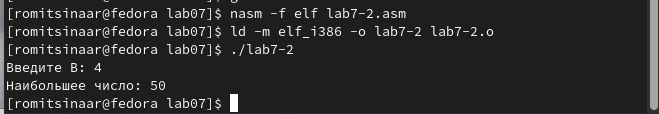 [romitsinaar@fedora lab07]$ nasm -f elf lab7-2.asm
[romitsinaar@fedora lab07]$ ld -m elf_i386 -o lab7-2 lab7-2.o
[romitsinaar@fedora lab07]$ ./lab7-2
Введите В: 4
Наибольшее число: 50
[romitsinaar@fedora lab07]$